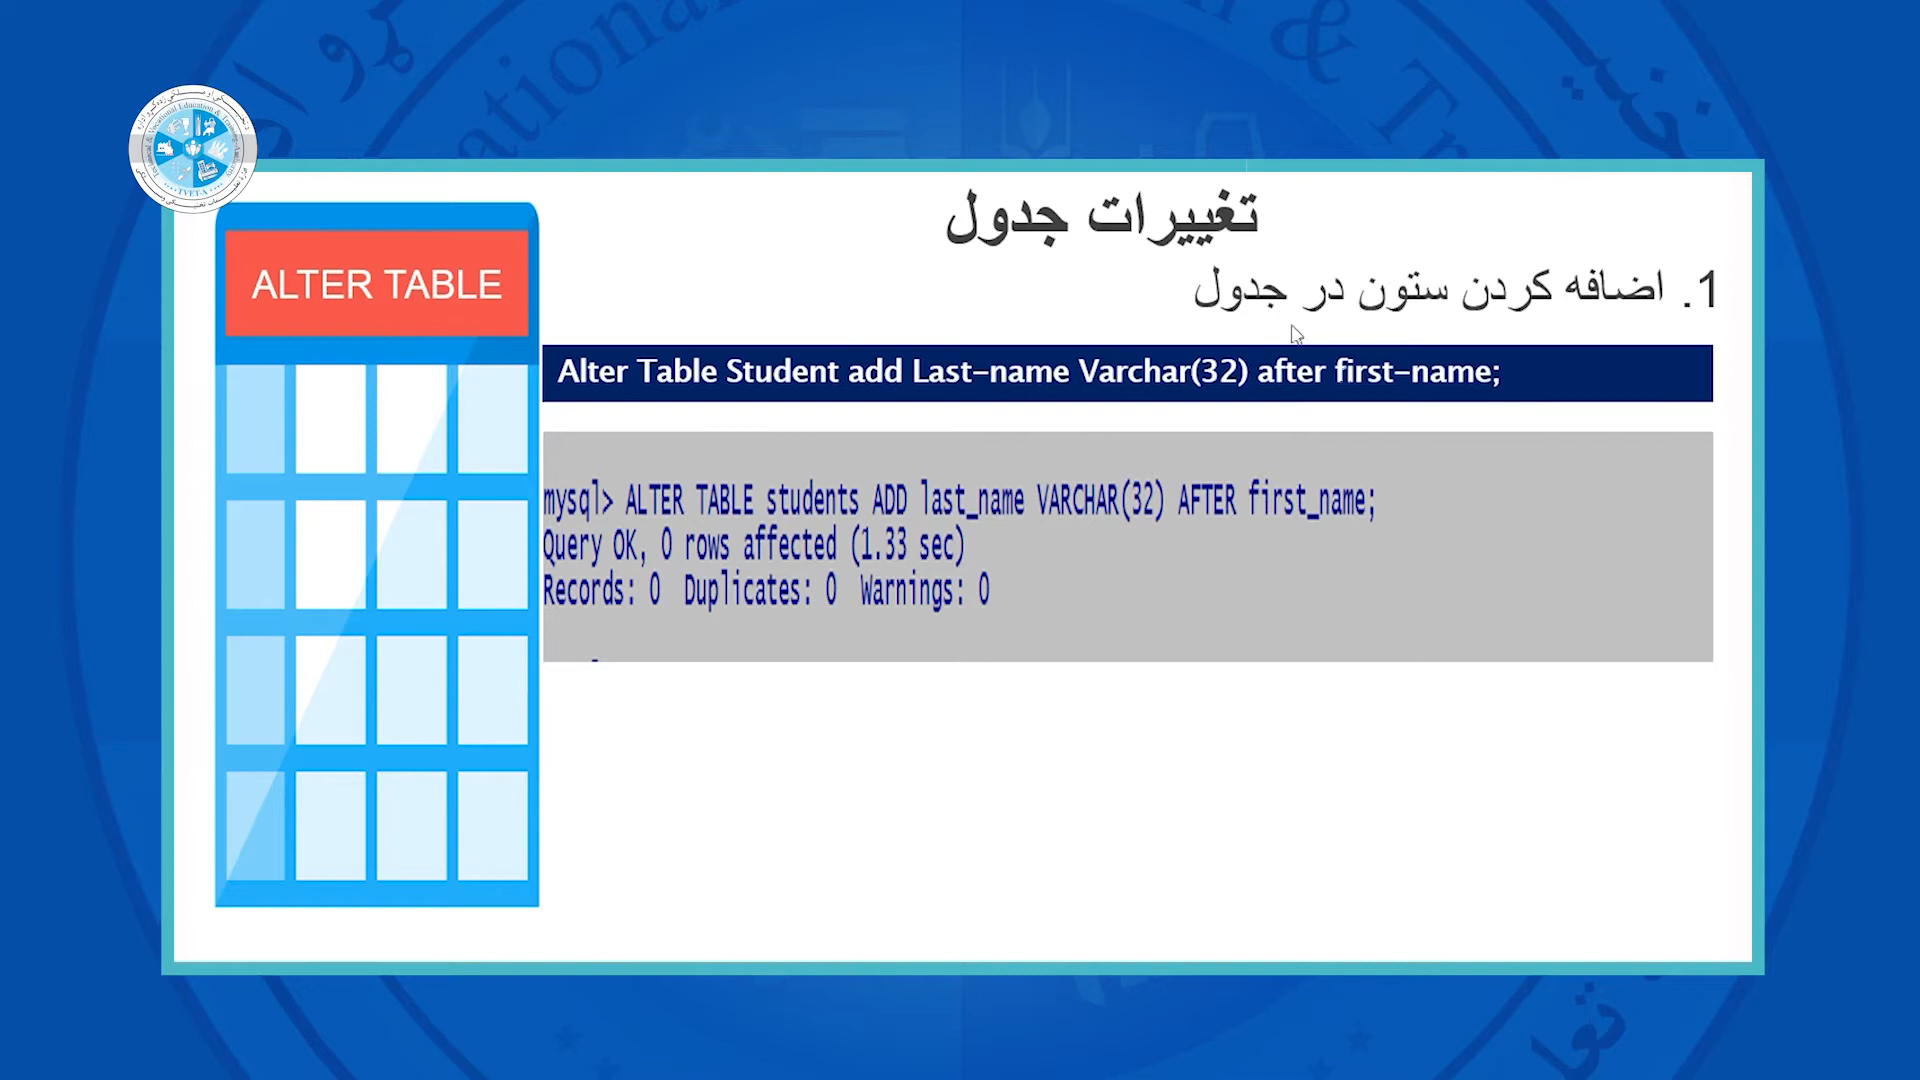 تغییرات جدول
1. اضافه کردن ستون در جدول
ALTER TABLE
Alter Table Student add Last-name Varchar(32) after first-name;
mysql> ALTER TABLE students ADD last_name VARCHAR(32) AFTER first_name;
Query OK, 0 rows affected (1.33 sec)
Records: 0 Duplicates: 0 Warnings: 0